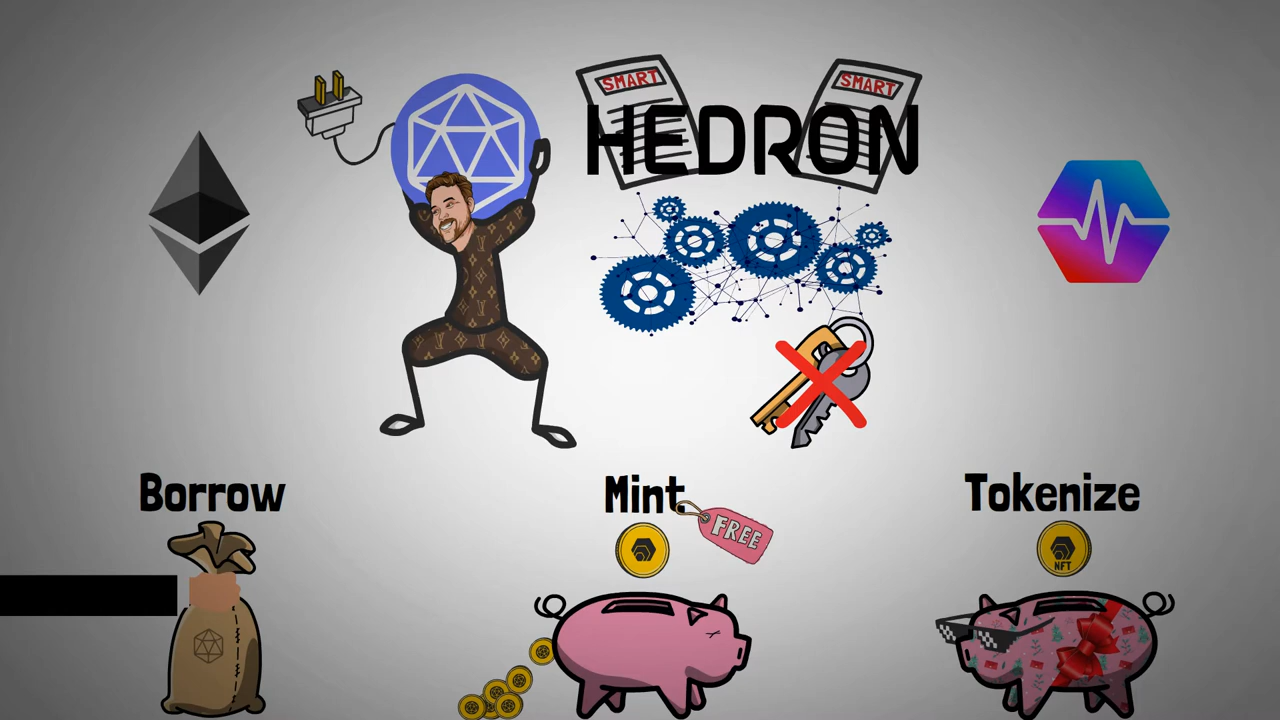 SMART
SMART
HEDRON
Borrow
Mint
FREE
Tokenize
NFT